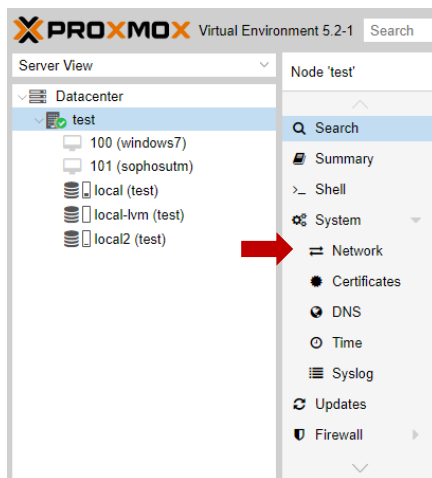 PROXMOX Virtual Environment 5.2-1 Search
Server View
Datacenter
test
100 (windows7)
101 (sophosutm)
local (test)
local-lvm (test)
local2 (test)
Node 'test'
Search
Summary
Shell
System
Network
Certificates
DNS
Time
Syslog
Updates
Firewall